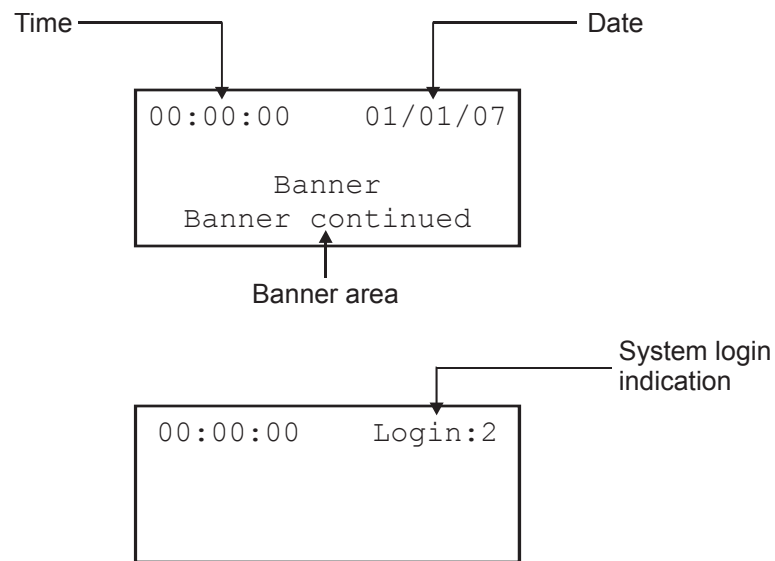 Time
Date
00:00:00 01/01/07
Banner
Banner continued
Banner area
System login
indication
00:00:00 Login:2